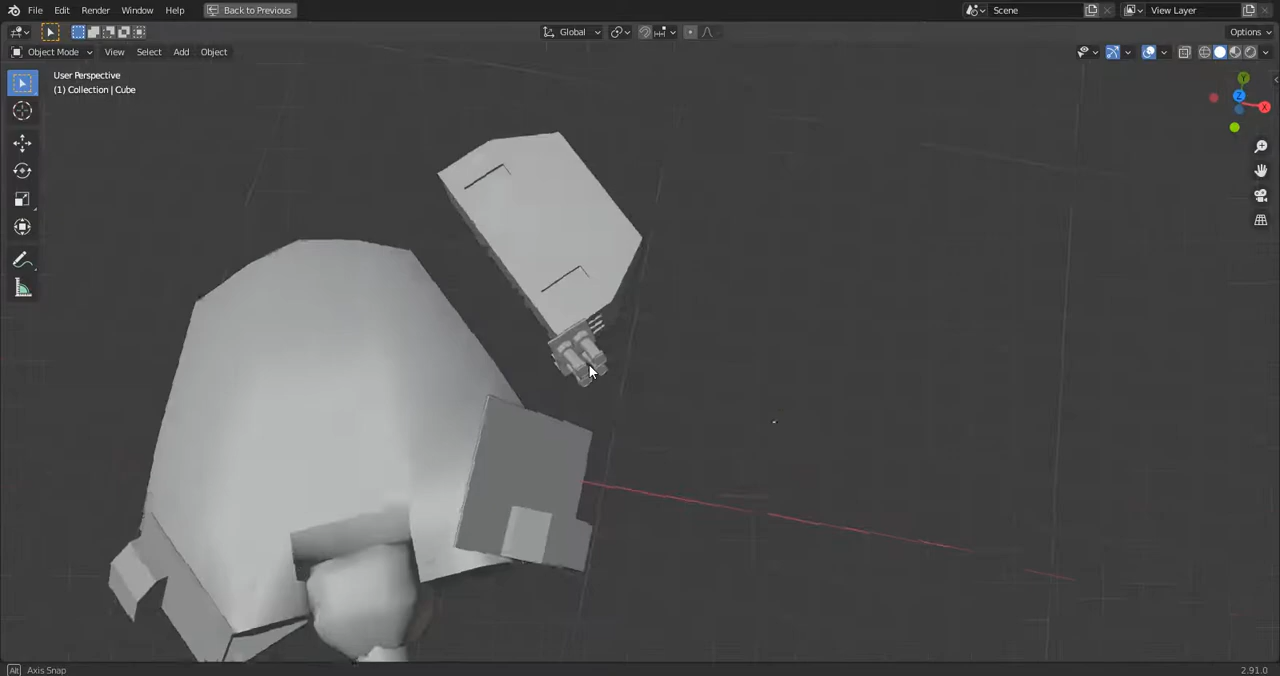 File Edit Render Window Help Back to Previous Scene View Layer
Global Options
Object Mode View Select Add Object
User Perspective
(1) Collection | Cube
Y
Z
X
Alt Axis Snap 2.91.0